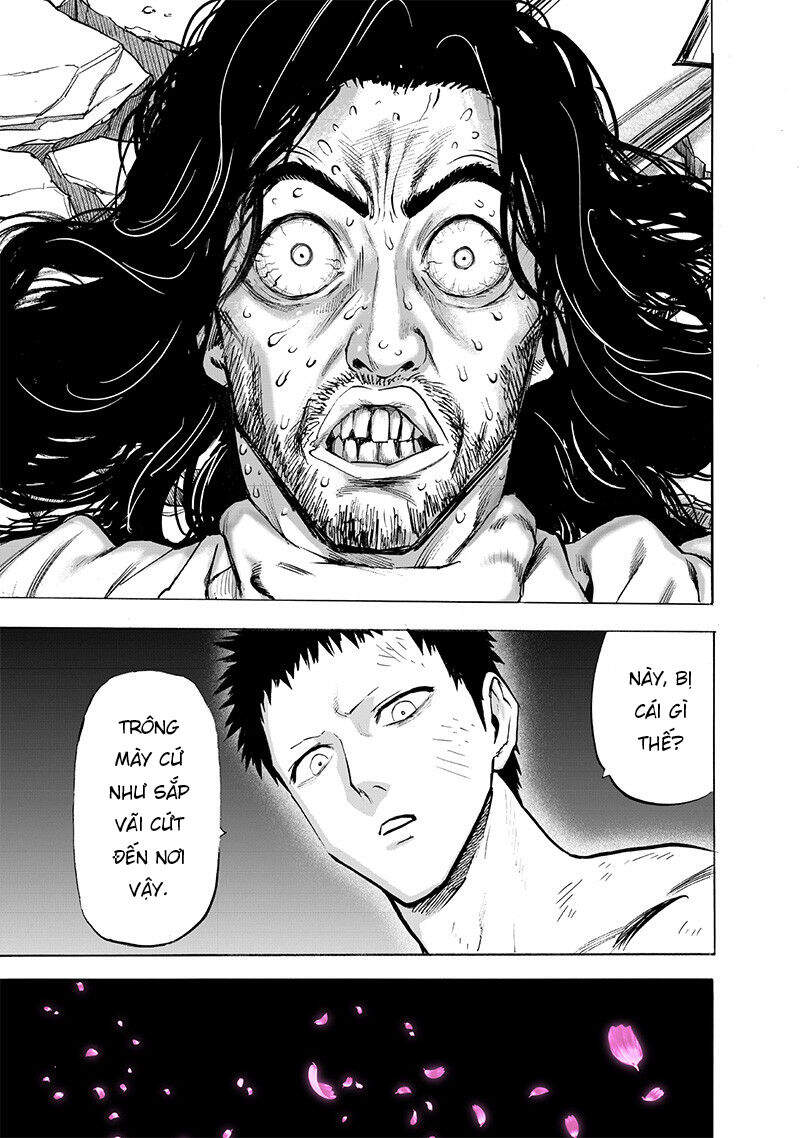 NÀY, BỊ
CÁI GÌ
THẾ?
TRÔNG
MÀY CỨ
NHƯ SẮP
VÃI CỨT
ĐẾN NƠI
VẬY.